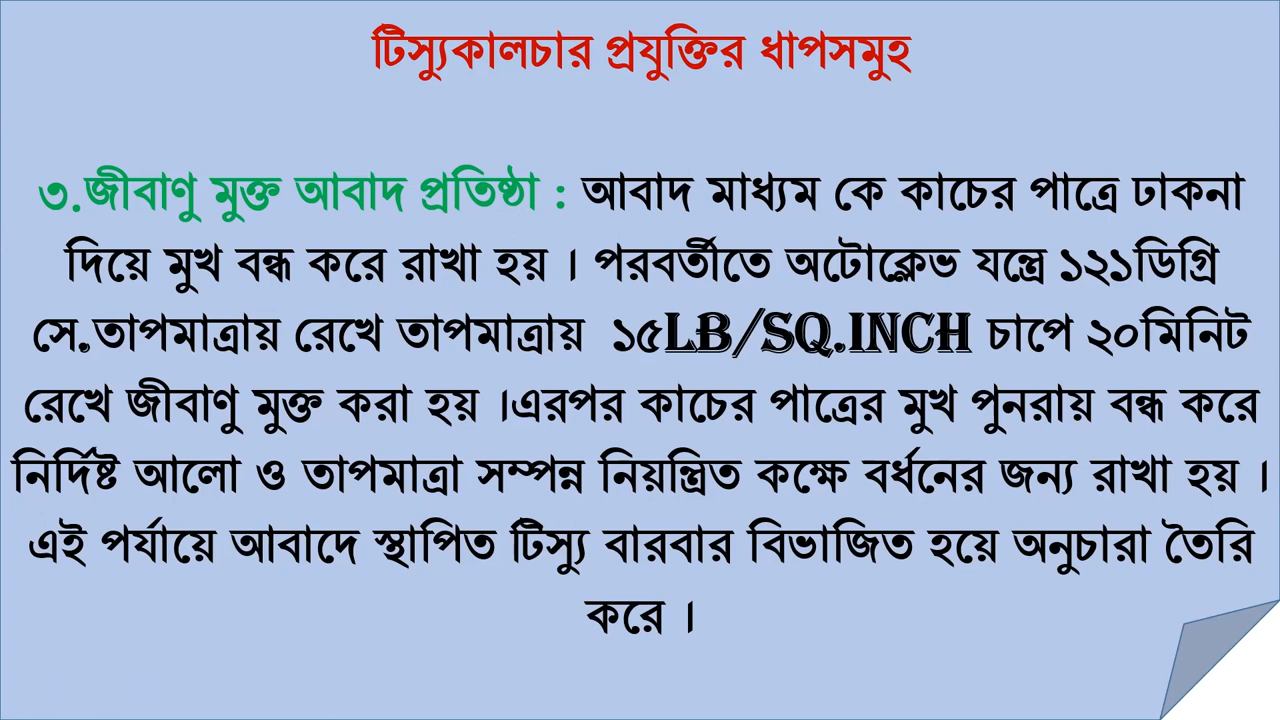 টিস্যুকালচার প্রযুক্তির ধাপসমুহ
৩.জীবাণু মুক্ত আবাদ প্রতিষ্ঠা : আবাদ মাধ্যম কে কাচের পাত্রে ঢাকনা
দিয়ে মুখ বন্ধ করে রাখা হয় । পরবর্তীতে অটোক্লেভ যন্ত্রে ১২১ডিগ্রি
সে.তাপমাত্রায় রেখে তাপমাত্রায় ১৫LB/SQ.INCH চাপে ২০মিনিট
রেখে জীবাণু মুক্ত করা হয় ।এরপর কাচের পাত্রের মুখ পুনরায় বন্ধ করে
নির্দিষ্ট আলো ও তাপমাত্রা সম্পন্ন নিয়ন্ত্রিত কক্ষে বর্ধনের জন্য রাখা হয় ।
এই পর্যায়ে আবাদে স্থাপিত টিস্যু বারবার বিভাজিত হয়ে অনুচারা তৈরি
করে ।